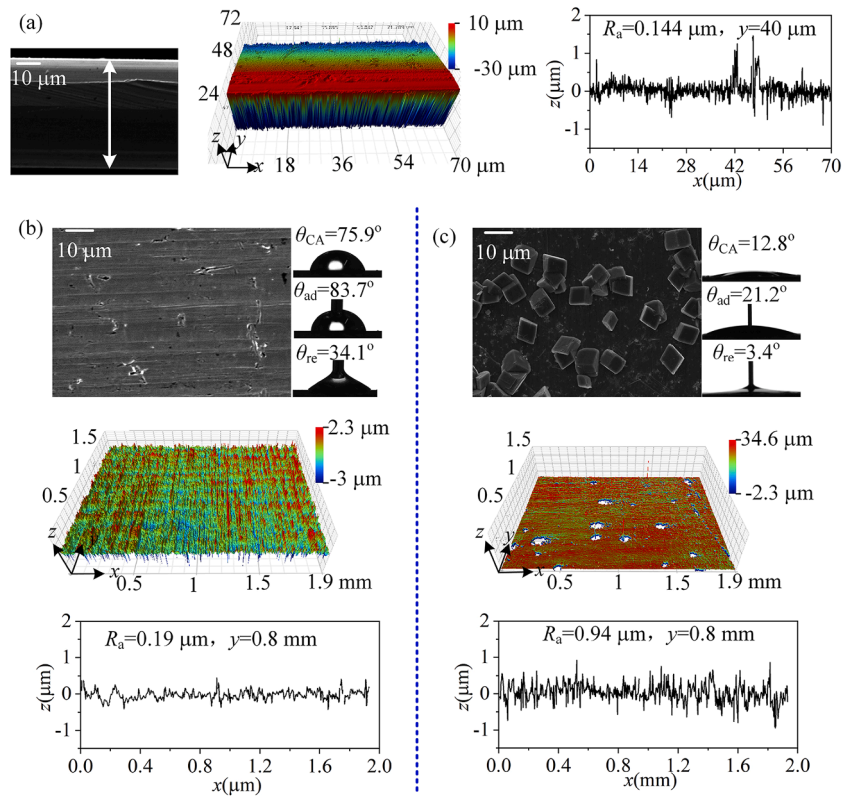 (a)
10 μm
72
48
24
z
y
x
18
36
54
70 μm
10 μm
-30 μm
Rₐ=0.144 μm，y=40 μm
z(μm)
2
1
0
-1
0
14
28
42
56
70
x(μm)
(b)
10 μm
θCA=75.9°
θad=83.7°
θre=34.1°
1.5
1
0.5
z
x
0.5
1
1.5
1.9 mm
2.3 μm
-3 μm
Rₐ=0.19 μm，y=0.8 mm
z(μm)
2
1
0
-1
0.0
0.4
0.8
1.2
1.6
2.0
x(μm)
(c)
10 μm
θCA=12.8°
θad=21.2°
θre=3.4°
1.5
1
0.5
z
y
x
0.5
1
1.5
1.9 mm
34.6 μm
-2.3 μm
Rₐ=0.94 μm，y=0.8 mm
z(μm)
2
1
0
-1
0.0
0.4
0.8
1.2
1.6
2.0
x(mm)